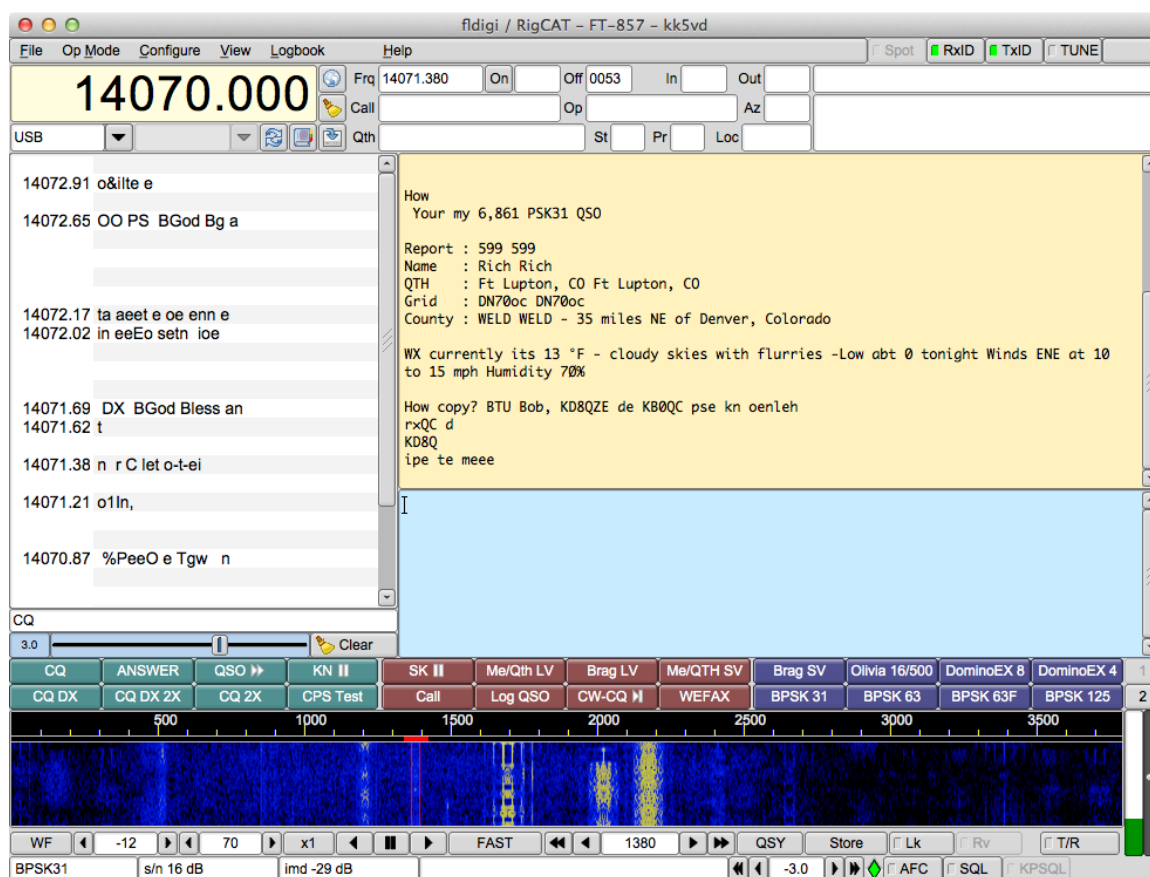 fldigi / RigCAT – FT-857 – kk5vd
File Op Mode Configure View Logbook Help Spot RxID TxID TUNE
14070.000 Frq 14071.380 On Off 0053 In Out
Call Op Az
USB Qth St Pr Loc
14072.91 o&ilte e
14072.65 OO PS BGod Bg a
14072.17 ta aeet e oe enn e
14072.02 in eeEo setn ioe
14071.69 DX BGod Bless an
14071.62 t
14071.38 n r C let o-t-ei
14071.21 o1In,
14070.87 %PeeO e Tgw n
CQ
3.0 Clear
How
Your my 6,861 PSK31 QSO
Report : 599 599
Name : Rich Rich
QTH : Ft Lupton, CO Ft Lupton, CO
Grid : DN70oc DN70oc
County : WELD WELD - 35 miles NE of Denver, Colorado
WX currently its 13 °F - cloudy skies with flurries -Low abt 0 tonight Winds ENE at 10
to 15 mph Humidity 70%
How copy? BTU Bob, KD8QZE de KB0QC pse kn oenleh
rxQC d
KD8Q
ipe te meee
CQ ANSWER QSO KN SK Me/Qth LV Brag LV Me/QTH SV Brag SV Olivia 16/500 DominoEX 8 DominoEX 4 1
CQ DX CQ DX 2X CQ 2X CPS Test Call Log QSO CW-CQ WEFAX BPSK 31 BPSK 63 BPSK 63F BPSK 125 2
500 1000 1500 2000 2500 3000 3500
WF -12 70 x1 FAST 1380 QSY Store Lk Rv T/R
BPSK31 s/n 16 dB imd -29 dB -3.0 AFC SQL KPSQL